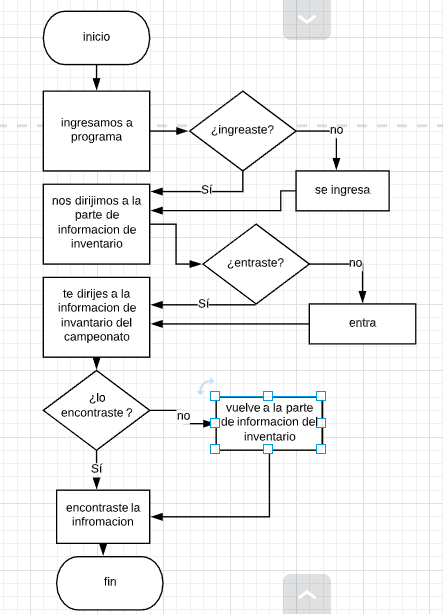 inicio
ingresamos a
programa
¿ingreaste?
no
se ingresa
Sí
nos dirijimos a la
parte de
informacion de
inventario
¿entraste?
no
entra
Sí
te dirijes a la
informacion de
invantario del
campeonato
¿lo
encontraste ?
no
vuelve a la parte
de informacion del
inventario
Sí
encontraste la
infromacion
fin